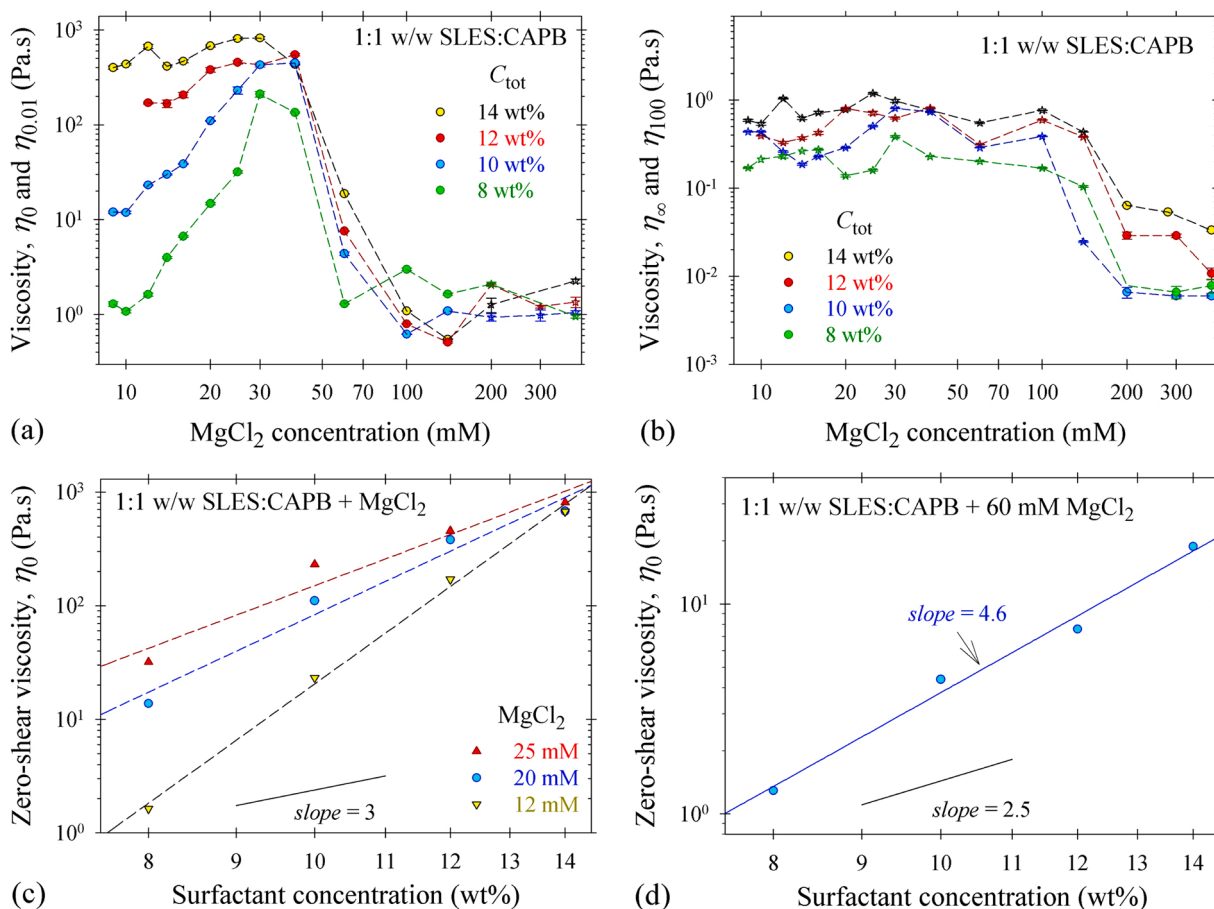 1:1 w/w SLES:CAPB
C_tot
14 wt%
12 wt%
10 wt%
8 wt%
Viscosity, η₀ and η₀.₀₁ (Pa.s)
10³
10²
10¹
10⁰
10 20 30 50 70 100 200 300
MgCl₂ concentration (mM)
(a)
1:1 w/w SLES:CAPB
C_tot
14 wt%
12 wt%
10 wt%
8 wt%
Viscosity, η∞ and η₁₀₀ (Pa.s)
10¹
10⁰
10⁻¹
10⁻²
10⁻³
10 20 30 50 70 100 200 300
MgCl₂ concentration (mM)
(b)
1:1 w/w SLES:CAPB + MgCl₂
Zero-shear viscosity, η₀ (Pa.s)
10³
10²
10¹
10⁰
MgCl₂
25 mM
20 mM
12 mM
slope = 3
8 9 10 11 12 13 14
Surfactant concentration (wt%)
(c)
1:1 w/w SLES:CAPB + 60 mM MgCl₂
Zero-shear viscosity, η₀ (Pa.s)
10¹
10⁰
slope = 4.6
slope = 2.5
8 9 10 11 12 13 14
Surfactant concentration (wt%)
(d)